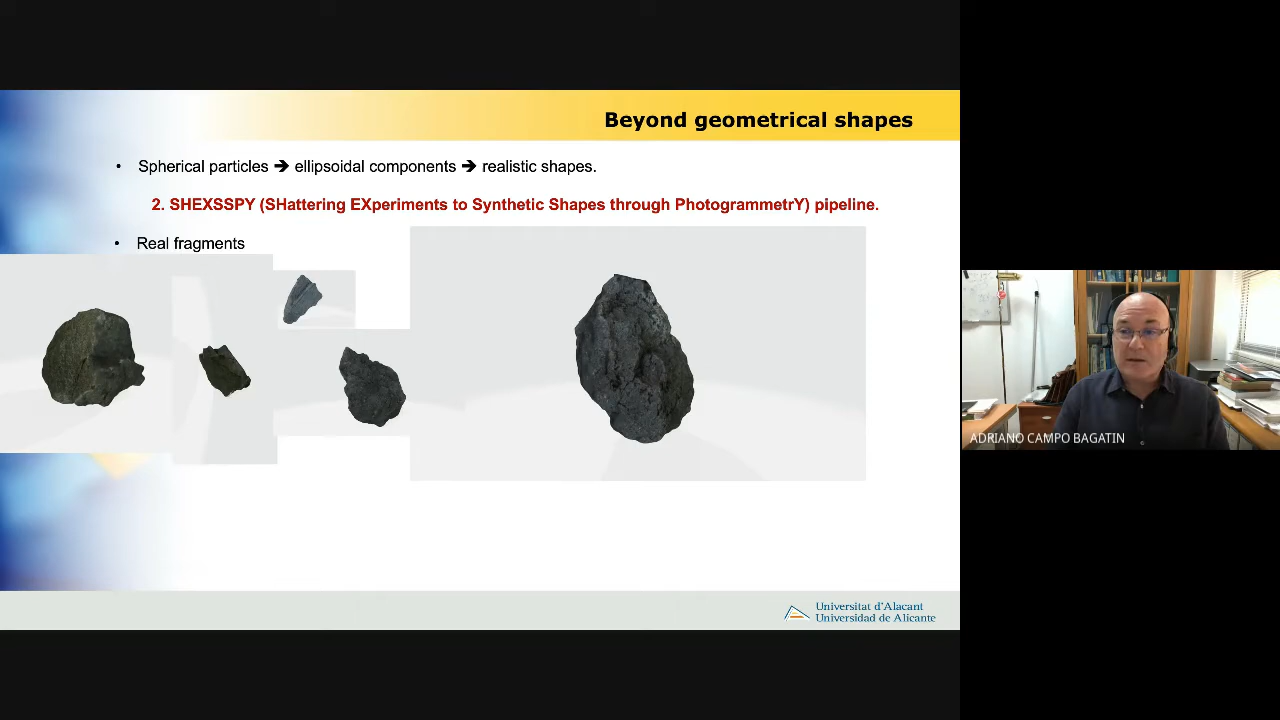 Beyond geometrical shapes
• Spherical particles ➔ ellipsoidal components ➔ realistic shapes.
2. SHEXSSPY (SHattering EXperiments to Synthetic Shapes through PhotogrammetrY) pipeline.
• Real fragments
Universitat d'Alacant
Universidad de Alicante
ADRIANO CAMPO BAGATIN